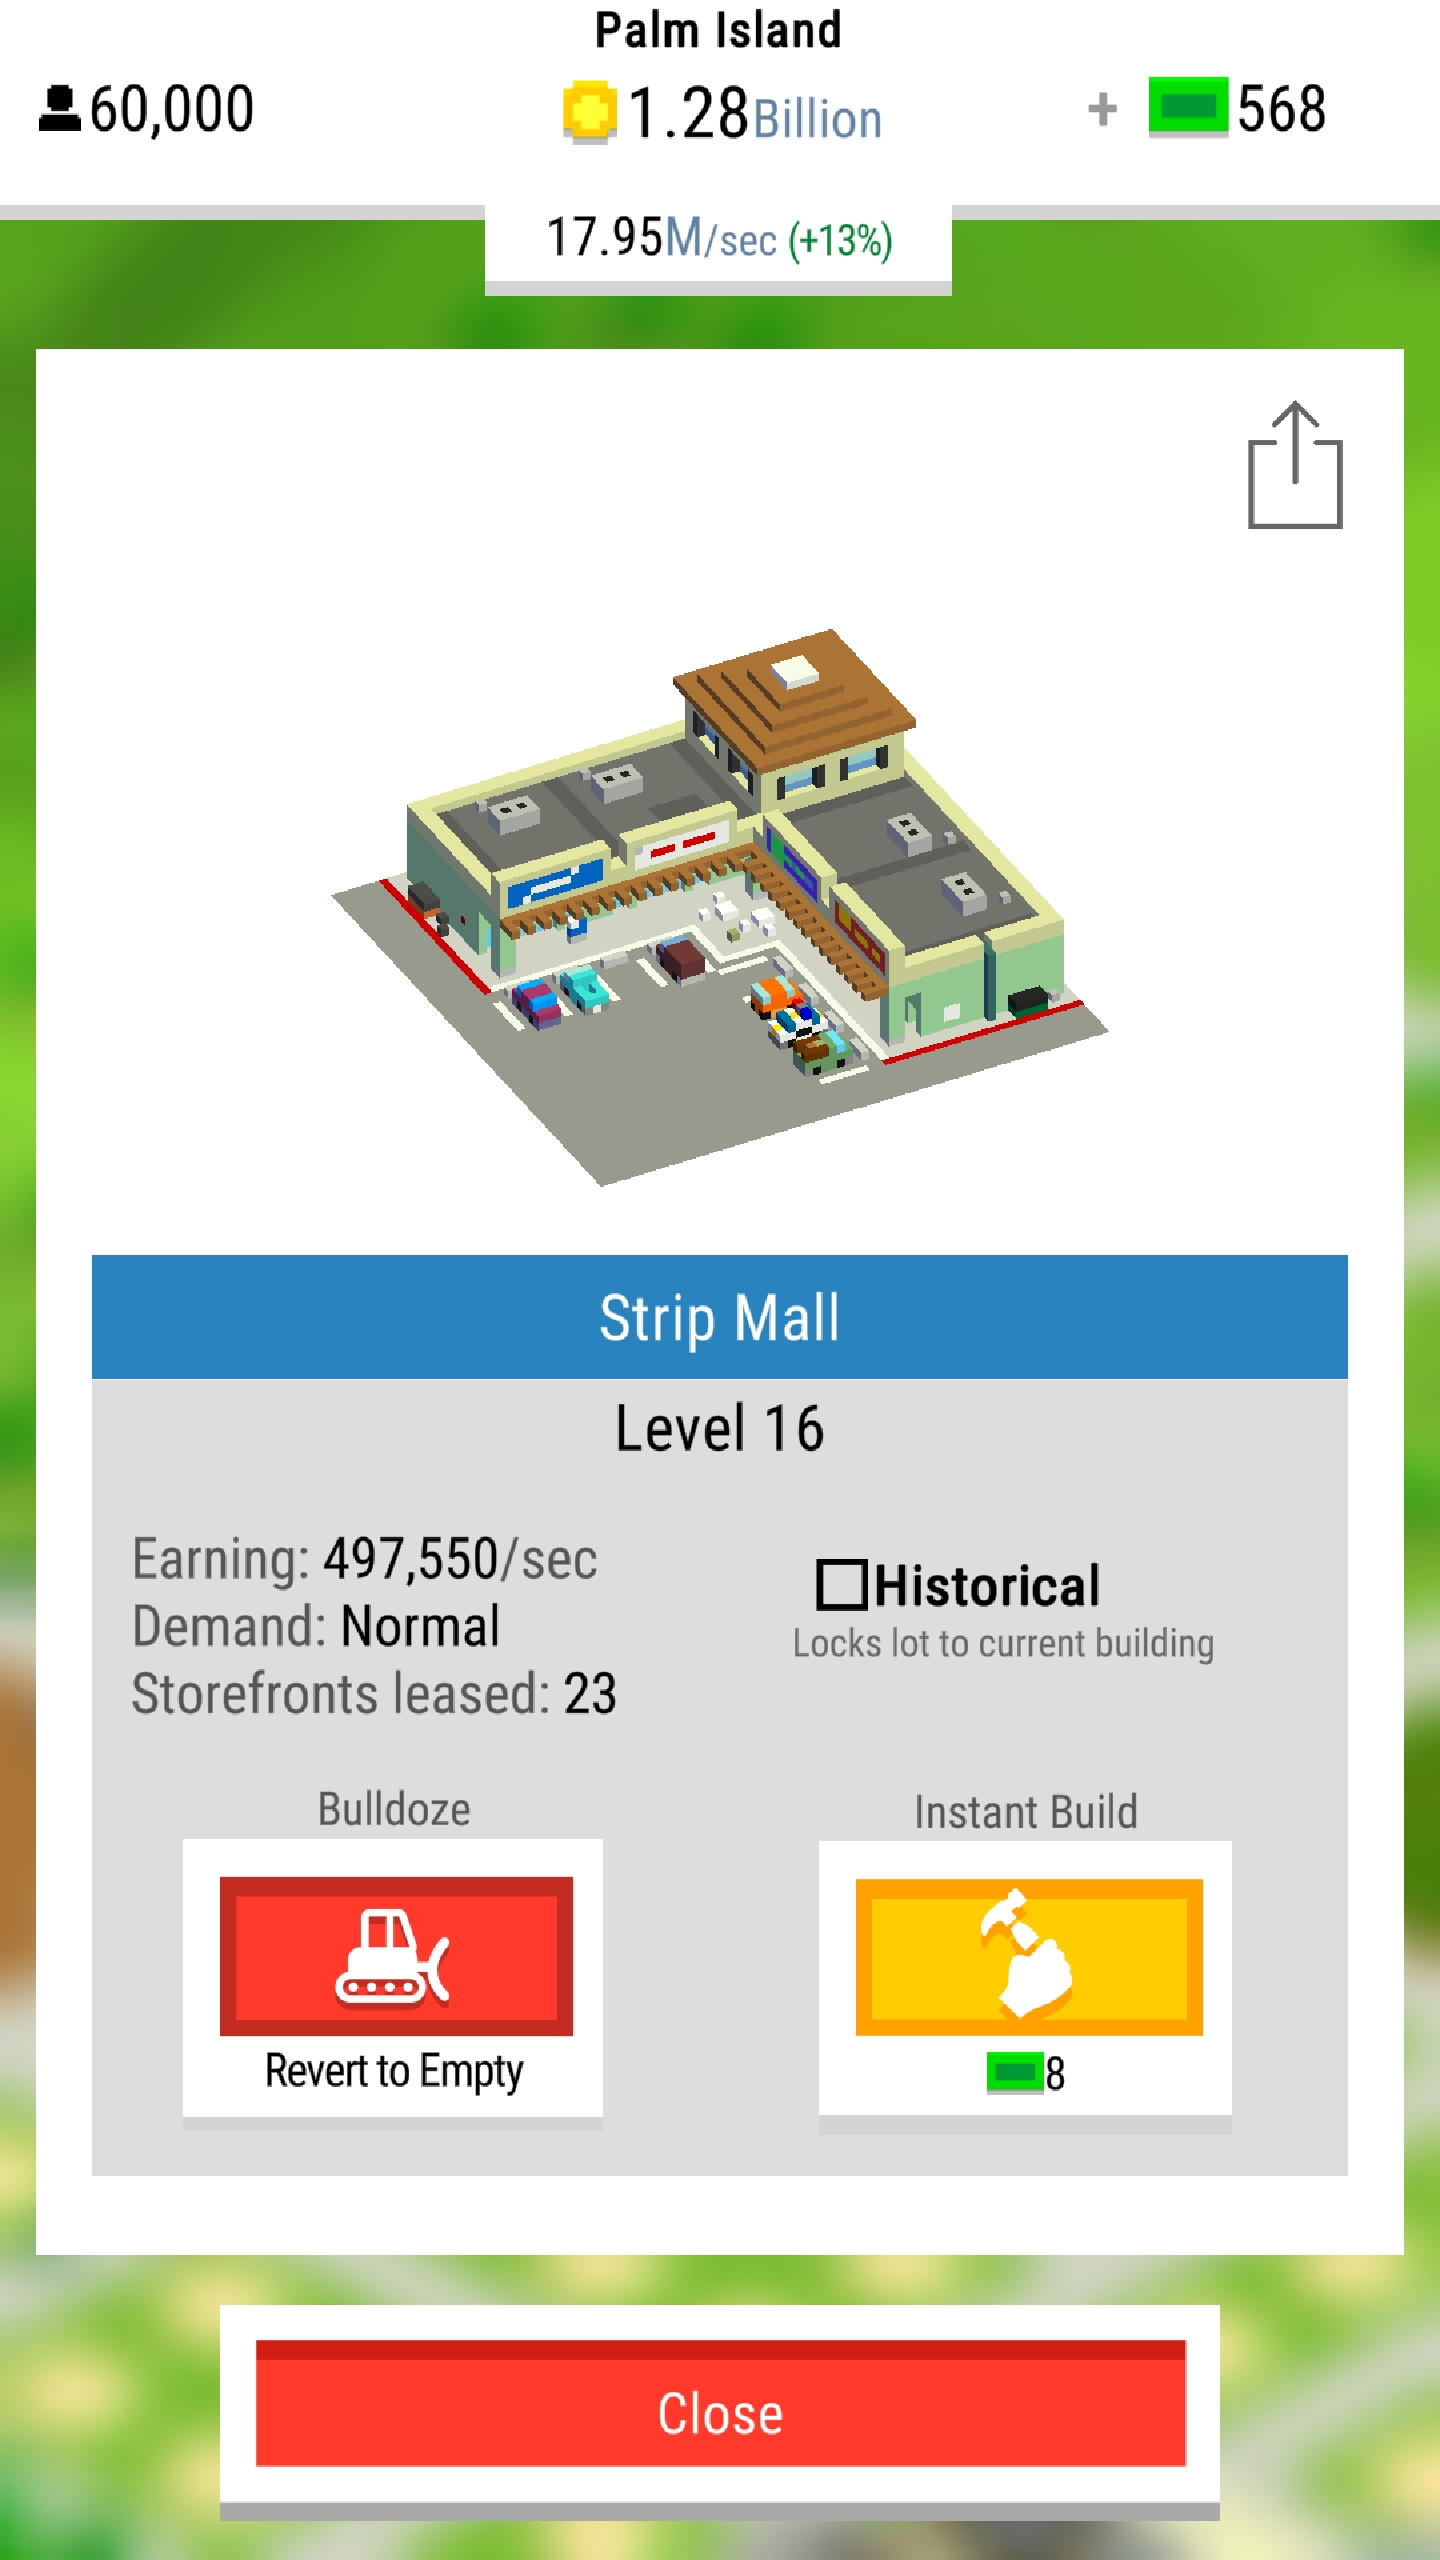 Palm Island
60,000
1.28Billion
+ 568
17.95M/sec (+13%)
Strip Mall
Level 16
Earning: 497,550/sec
Demand: Normal
Storefronts leased: 23
Historical
Locks lot to current building
Bulldoze
Revert to Empty
Instant Build
8
Close